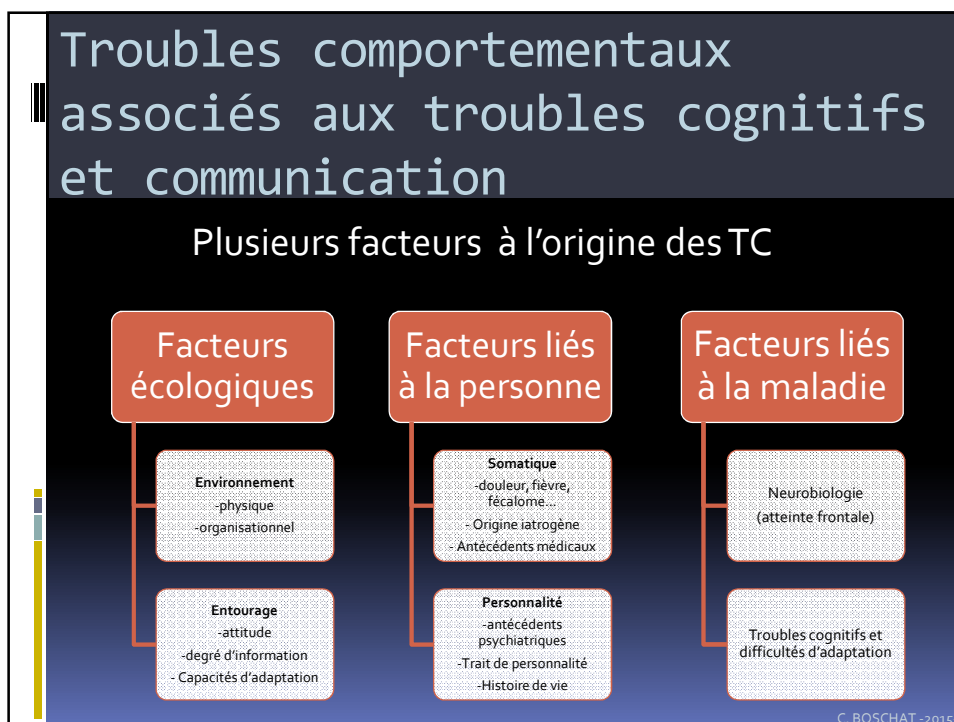 Troubles comportementaux
associés aux troubles cognitifs
et communication
Plusieurs facteurs à l'origine des TC
Facteurs
écologiques
Environnement
-physique
-organisationnel
Entourage
-attitude
-degré d'information
- Capacités d'adaptation
Facteurs liés
à la personne
Somatique
-douleur, fièvre,
fécalome...
- Origine iatrogène
- Antécédents médicaux
Personnalité
-antécédents
psychiatriques
-Trait de personnalité
-Histoire de vie
Facteurs liés
à la maladie
Neurobiologie
(atteinte frontale)
Troubles cognitifs et
difficultés d'adaptation
C. BOSCHAT -2015